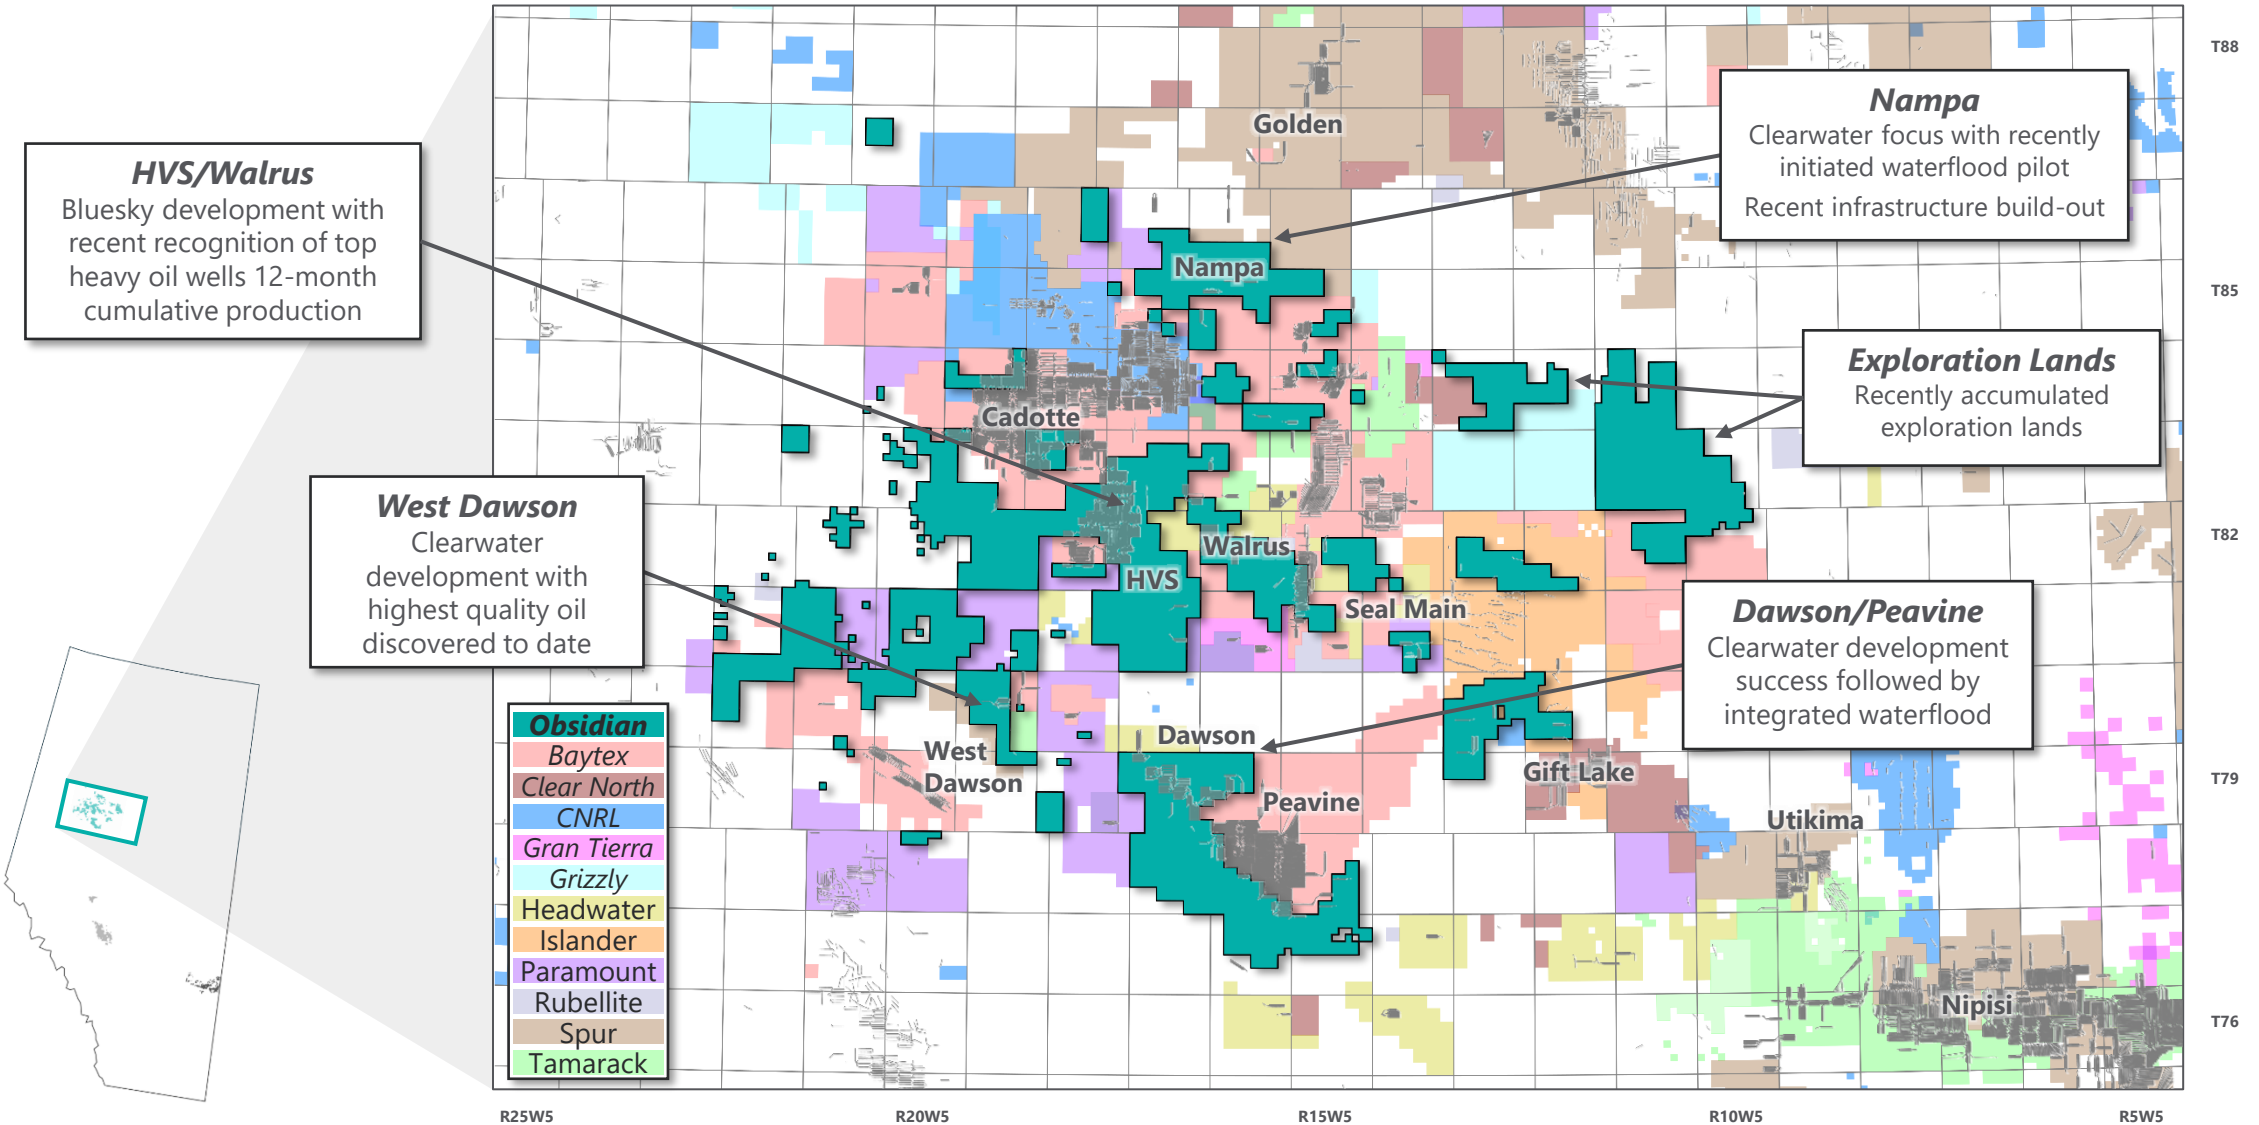 HVS/Walrus
Bluesky development with
recent recognition of top
heavy oil wells 12-month
cumulative production
West Dawson
Clearwater
development with
highest quality oil
discovered to date
Nampa
Clearwater focus with recently
initiated waterflood pilot
Recent infrastructure build-out
Exploration Lands
Recently accumulated
exploration lands
Dawson/Peavine
Clearwater development
success followed by
integrated waterflood
Golden
Nampa
Cadotte
Walrus
HVS
Seal Main
Dawson
West
Dawson
Peavine
Gift Lake
Utikima
Nipisi
Obsidian
Baytex
Clear North
CNRL
Gran Tierra
Grizzly
Headwater
Islander
Paramount
Rubellite
Spur
Tamarack
T88
T85
T82
T79
T76
R25W5
R20W5
R15W5
R10W5
R5W5